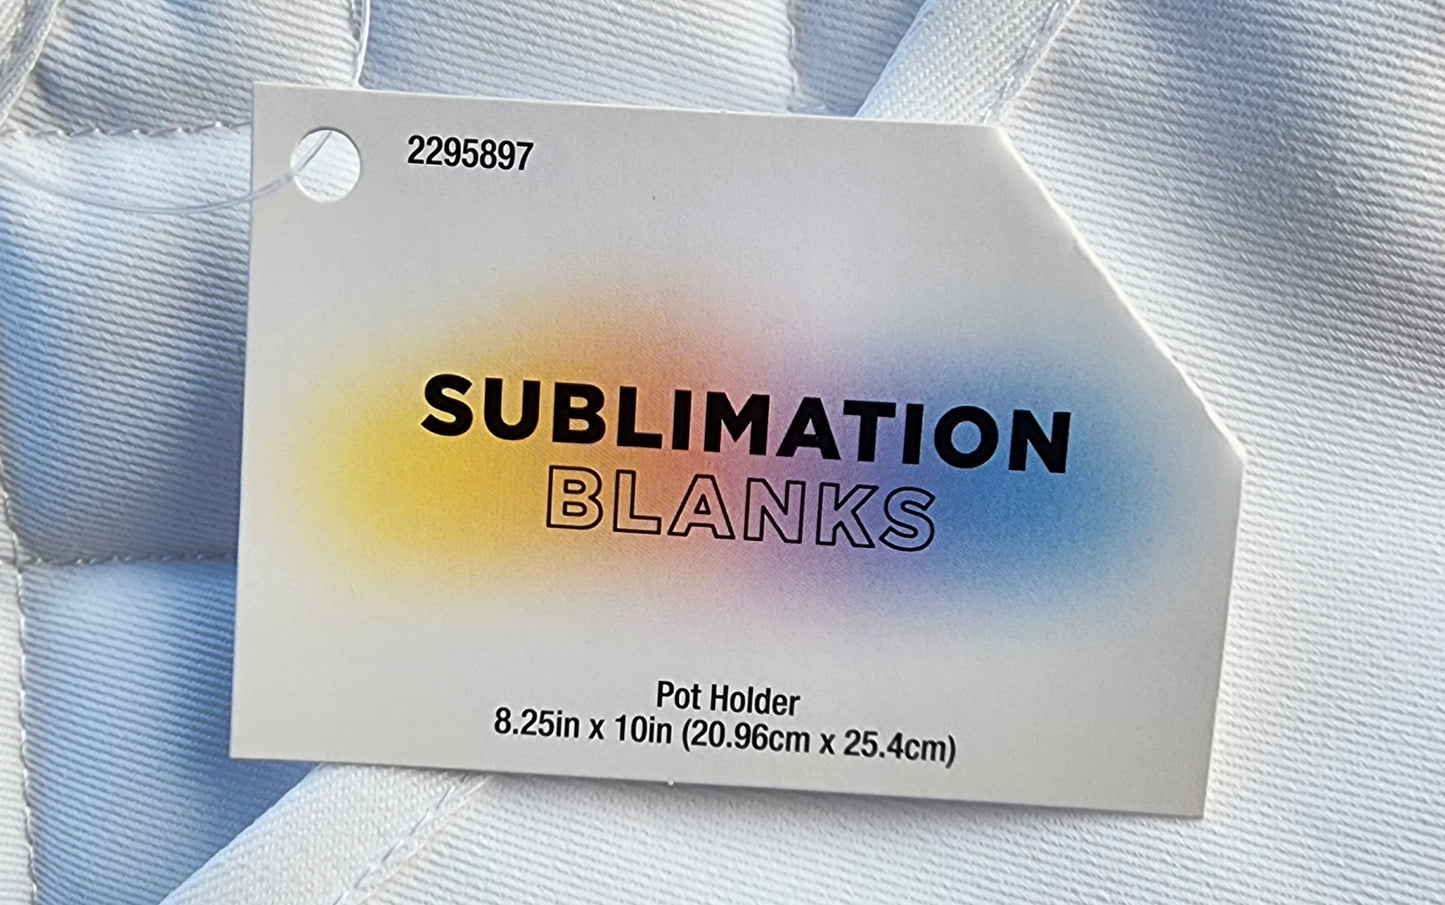 2295897
SUBLIMATION
BLANKS
Pot Holder
8.25in x 10in (20.96cm x 25.4cm)